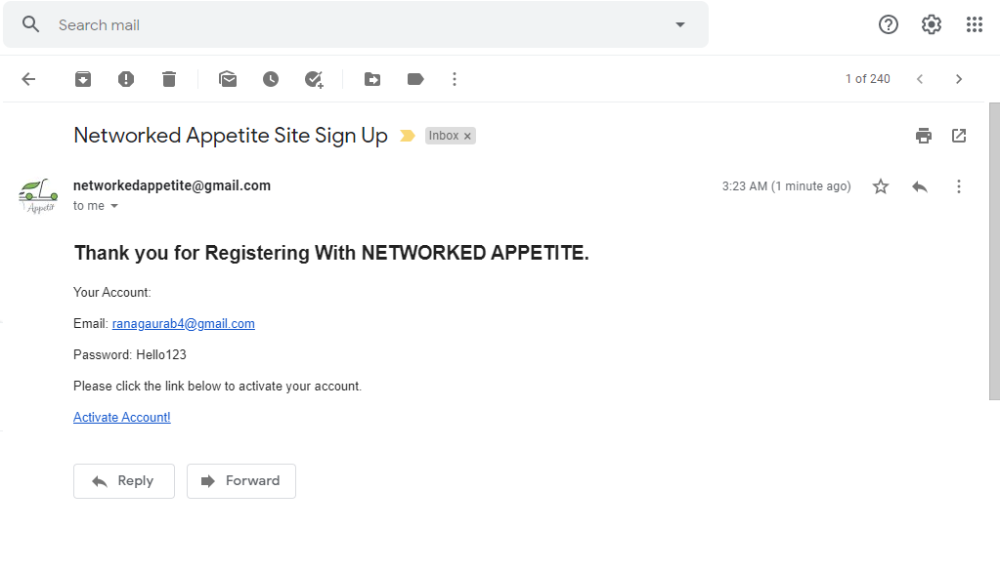 Search mail
1 of 240
Networked Appetite Site Sign Up Inbox x
networkedappetite@gmail.com 3:23 AM (1 minute ago)
Appetit
to me
Thank you for Registering With NETWORKED APPETITE.
Your Account:
Email: ranagaurab4@gmail.com
Password: Hello123
Please click the link below to activate your account.
Activate Account!
Reply Forward